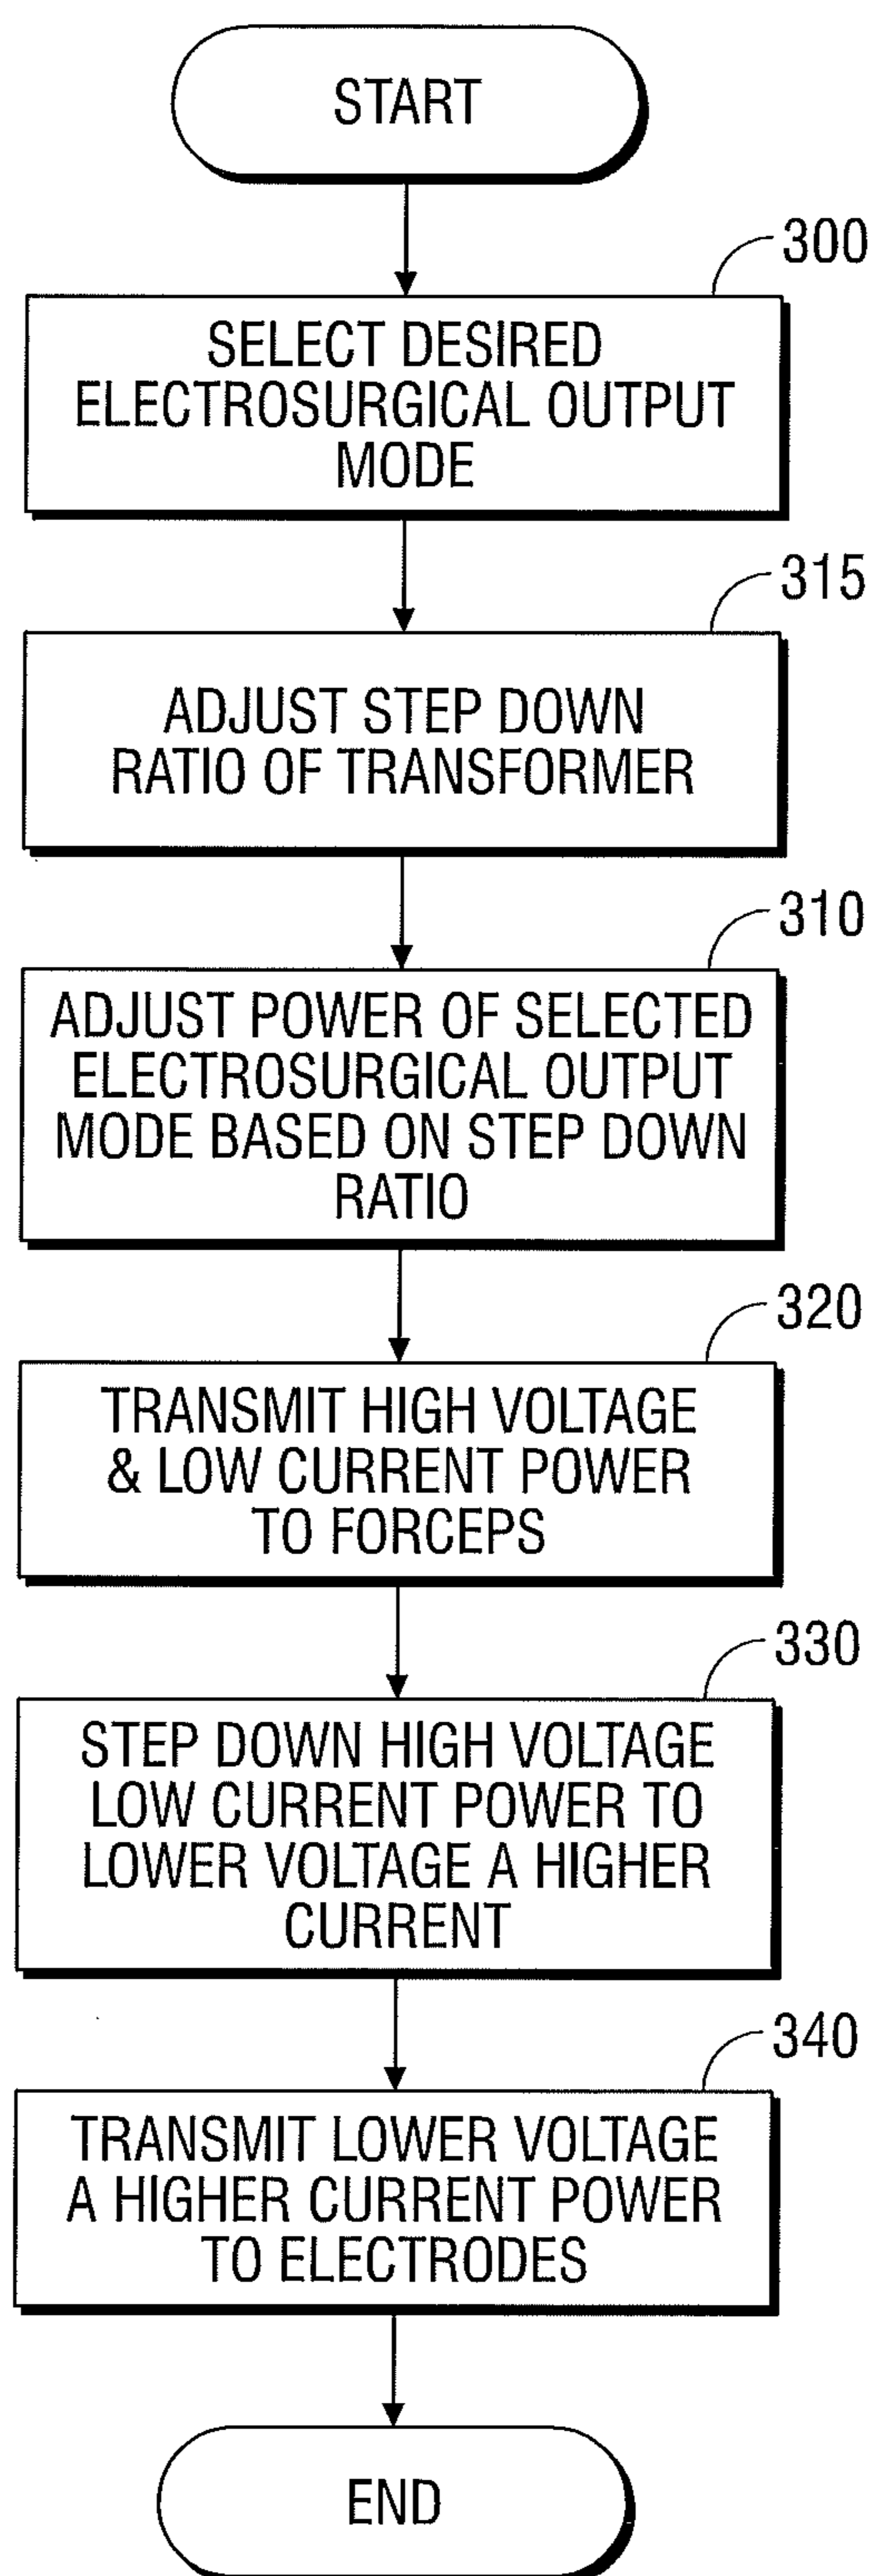 START
300
SELECT DESIRED
ELECTROSURGICAL OUTPUT
MODE
315
ADJUST STEP DOWN
RATIO OF TRANSFORMER
310
ADJUST POWER OF SELECTED
ELECTROSURGICAL OUTPUT
MODE BASED ON STEP DOWN
RATIO
320
TRANSMIT HIGH VOLTAGE
& LOW CURRENT POWER
TO FORCEPS
330
STEP DOWN HIGH VOLTAGE
LOW CURRENT POWER TO
LOWER VOLTAGE A HIGHER
CURRENT
340
TRANSMIT LOWER VOLTAGE
A HIGHER CURRENT POWER
TO ELECTRODES
END